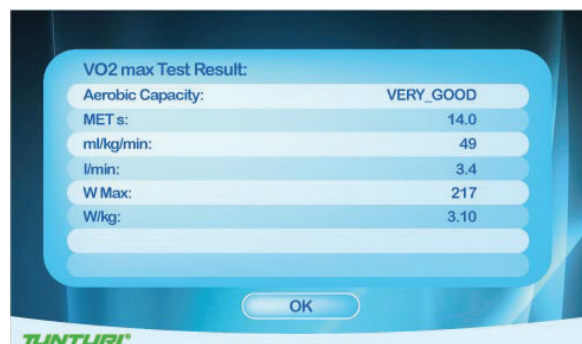 VO2 max Test Result:
Aerobic Capacity: VERY_GOOD
MET s: 14.0
ml/kg/min: 49
l/min: 3.4
W Max: 217
W/kg: 3.10
OK
TUNTURI®